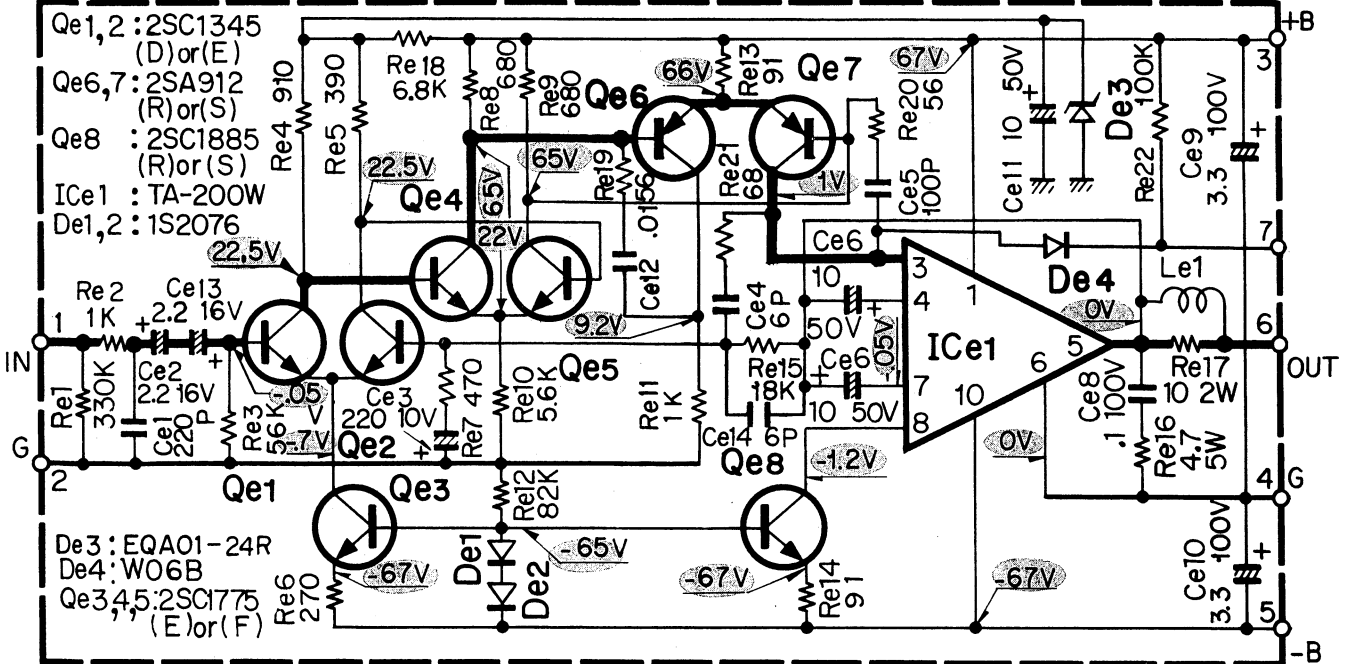 Qe1,2 : 2SC1345
(D)or(E)
Qe6,7 : 2SA912
(R)or(S)
Qe8 : 2SC1885
(R)or(S)
ICe1 : TA-200W
De1,2 : 1S2076
Re4 910
Re5 390
Re18
6.8K
Re8 680
Re9 680
Qe6
66V
Re13 91
Qe7
67V
Re20 56
Ce11 10 50V
+
De3
Re22 100K
Ce9 3.3 100V
+
+B
3
22.5V
Qe4
65V
65V
22V
Re19
.0156
Ce12
Re21 68
-1V
Ce5 100P
22.5V
Re2
1K
Ce13
2.2 16V
+
+
Ce2
2.2 16V
1
IN
Re1 330K
Ce1 220P
Re3 56K
-.05V
-.7V
Ce3
220 10V
+
Re7 470
Re10 5.6K
9.2V
Qe5
Re11 1K
Ce4 6P
Re15
18K
Ce14 6P
Ce6
10
50V
+
Ce6
+
10 50V
-.05V
ICe1
3
4
7
8
1
10
6
5
De4
Le1
0V
7
6
OUT
Re17
10 2W
Ce8 .1 100V
Re16 4.7 5W
0V
G
2
Qe1
Qe2
Qe3
Re12 82K
Qe8
-1.2V
4
G
De3 : EQA01-24R
De4 : W06B
Qe3,4,5 : 2SC1775
(E)or(F)
Re6 270
-67V
De1
De2
-65V
-67V
Re14 91
-67V
Ce10 3.3 100V
+
5
-B